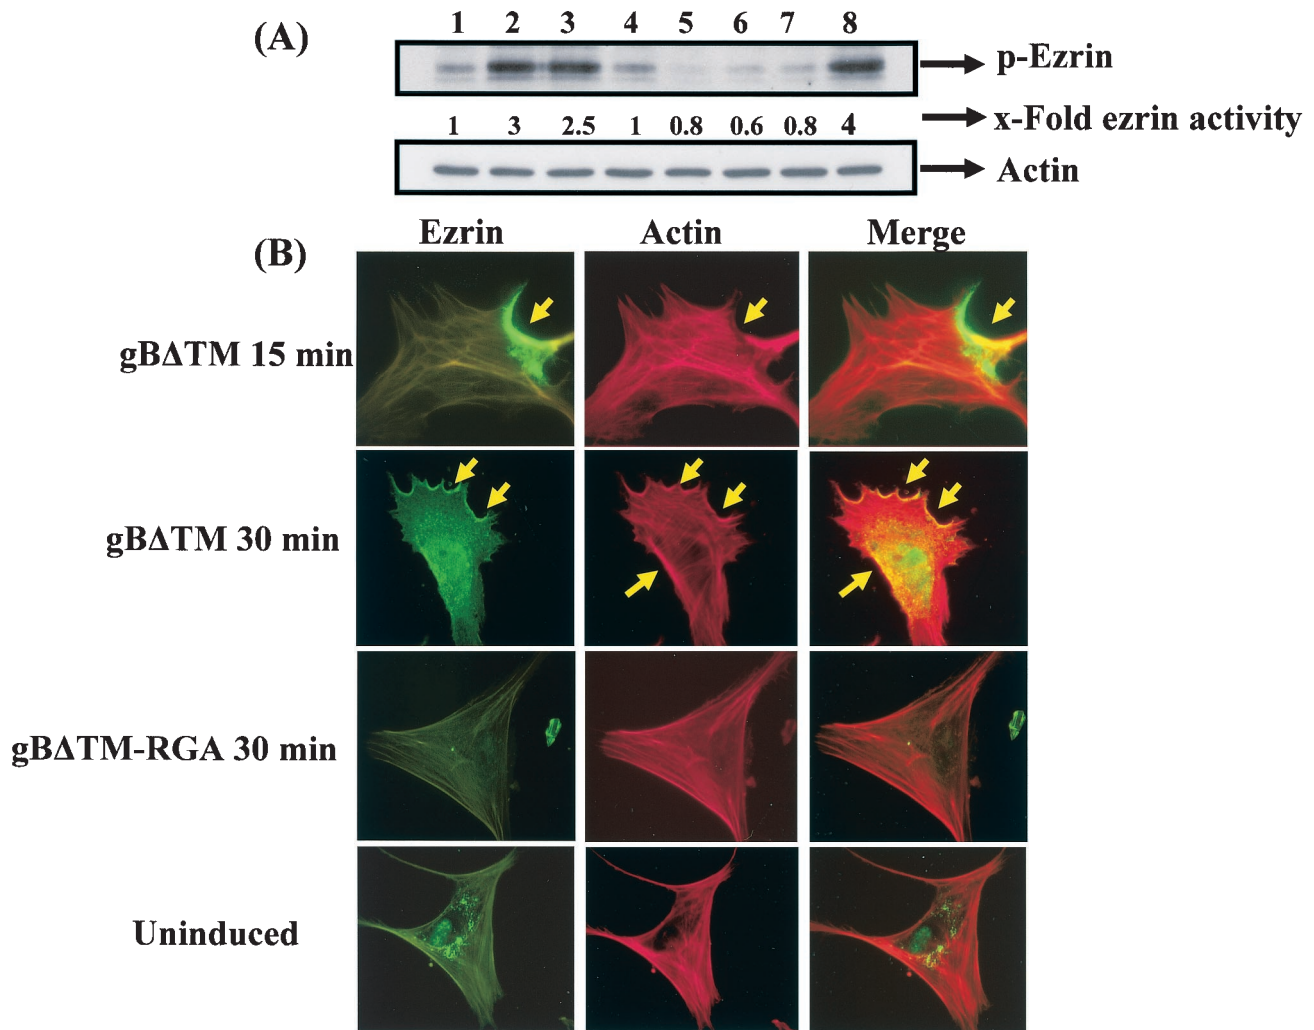 (A)
1 2 3 4 5 6 7 8
p-Ezrin
1 3 2.5 1 0.8 0.6 0.8 4
x-Fold ezrin activity
Actin
(B)
Ezrin Actin Merge
gBΔTM 15 min
gBΔTM 30 min
gBΔTM-RGA 30 min
Uninduced